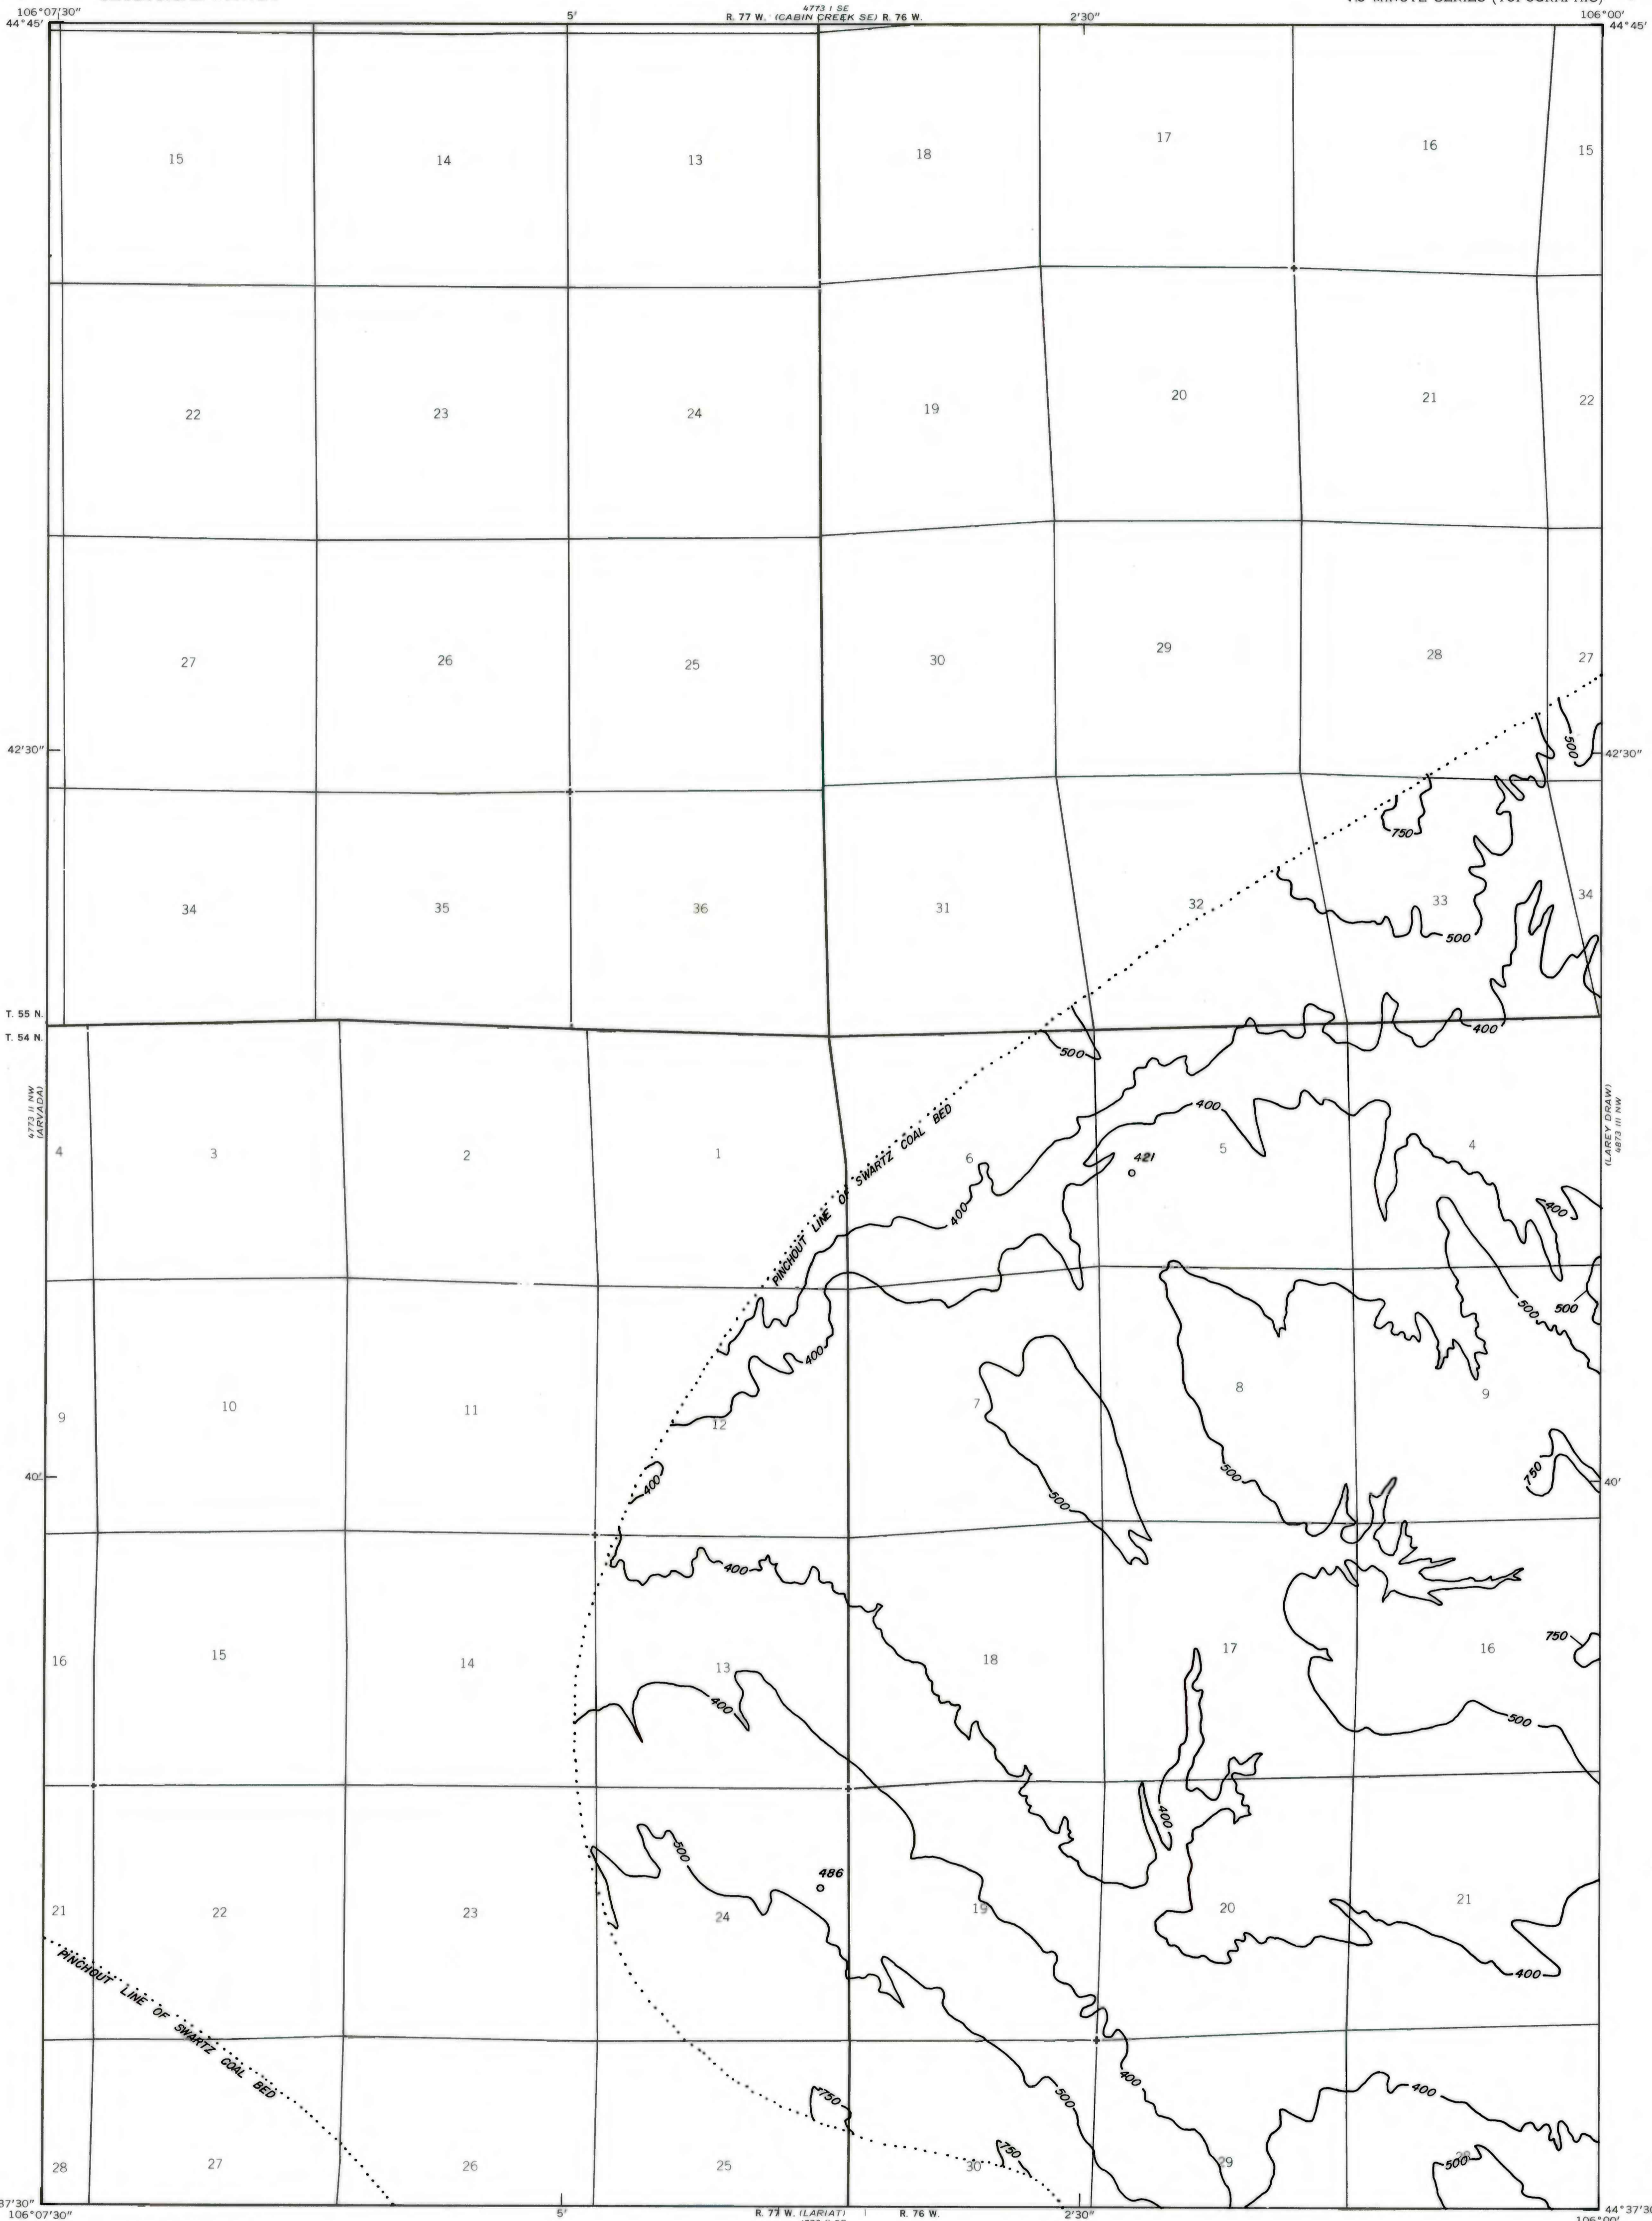 106°07'30" 5' R. 77 W. (CABIN CREEK SE) R. 76 W. 2'30" 106°00'
4773 I SE
44°45' 44°45'
15 14 13 18 17 16 15
22 23 24 19 20 21 22
27 26 25 30 29 28 27
42'30" 500 42'30"
750
34 35 36 31 32 33 34
500
T. 55 N.
T. 54 N.
400
500
4773 II NW
(ARVADA)
(LAREY DRAW)
4873 III NW
400
4 3 2 1 6 5 4
421
PINCHOUT LINE OF SWARTZ COAL BED
400 400
500 500
400
9 10 11 12 7 8 9
40' 400 500 500 750 40'
400
16 15 14 13 18 17 16
750
400 500
400
500 486
21 22 23 24 19 20 21
400
PINCHOUT LINE OF SWARTZ COAL BED
750 500 400 400
750
28 27 26 25 30 29 28
500
37'30" 44°37'30
106°07'30" 5' R. 77 W. (LARIAT) R. 76 W. 2'30"